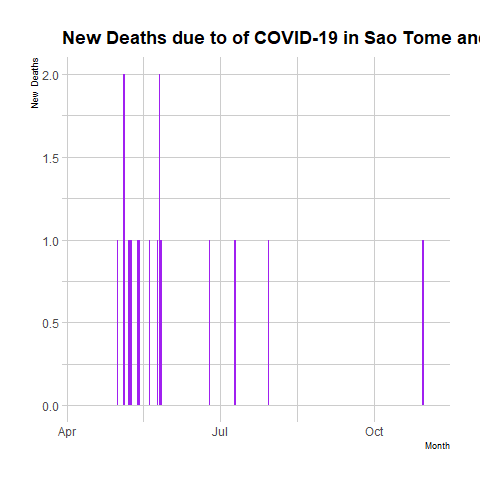 New Deaths due to of COVID-19 in Sao Tome and
New Deaths
2.0
1.5
1.0
0.5
0.0
Apr
Jul
Oct
Month